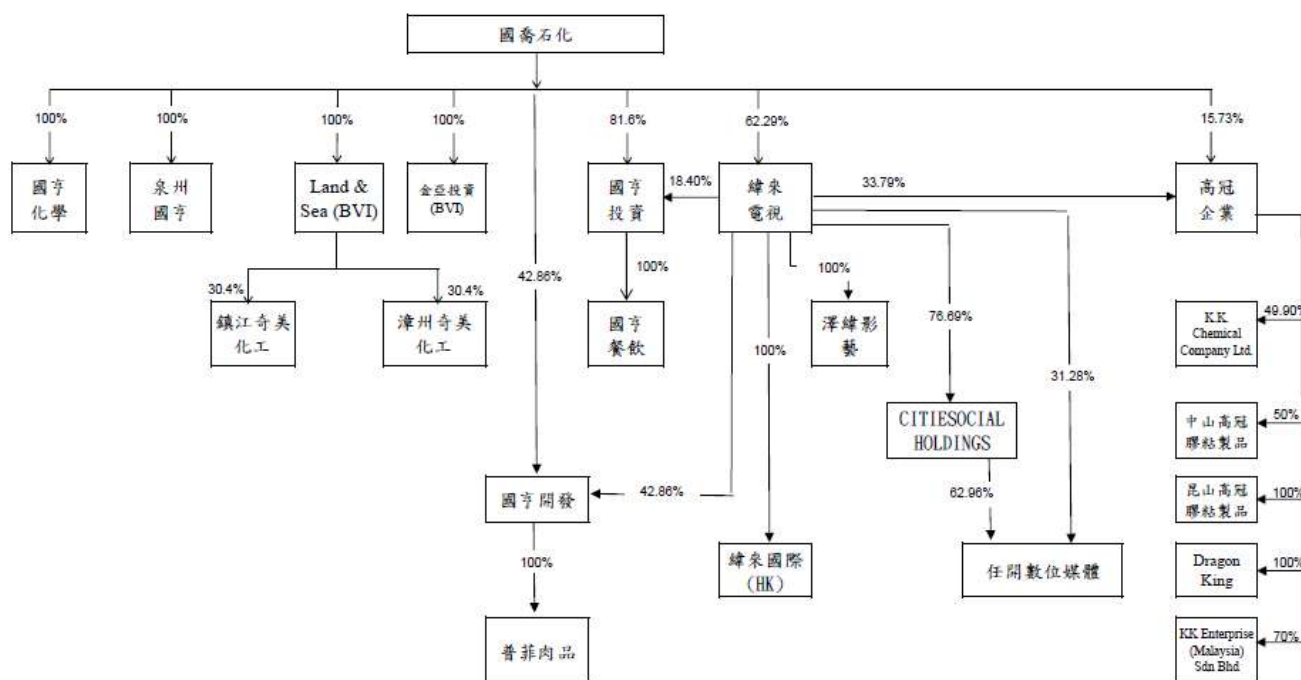 國喬石化
100%
100%
100%
100%
81.6%
62.29%
15.73%
國亨
化學
泉州
國亨
Land &
Sea (BVI)
金亞投資
(BVI)
國亨
投資
18.40%
緯來
電視
33.79%
高冠
企業
42.86%
30.4%
鎮江奇美
化工
30.4%
漳州奇美
化工
100%
國亨
餐飲
100%
澤緯影
藝
100%
76.69%
31.28%
49.90%
K.K.
Chemical
Company Ltd.
CITIESOCIAL
HOLDINGS
50%
中山高冠
膠粘製品
62.96%
國亨開發
42.86%
100%
昆山高冠
膠粘製品
100%
緯來國際
(HK)
任開數位媒體
Dragon
King
100%
普菲肉品
KK Enterprise
(Malaysia)
Sdn Bhd
70%